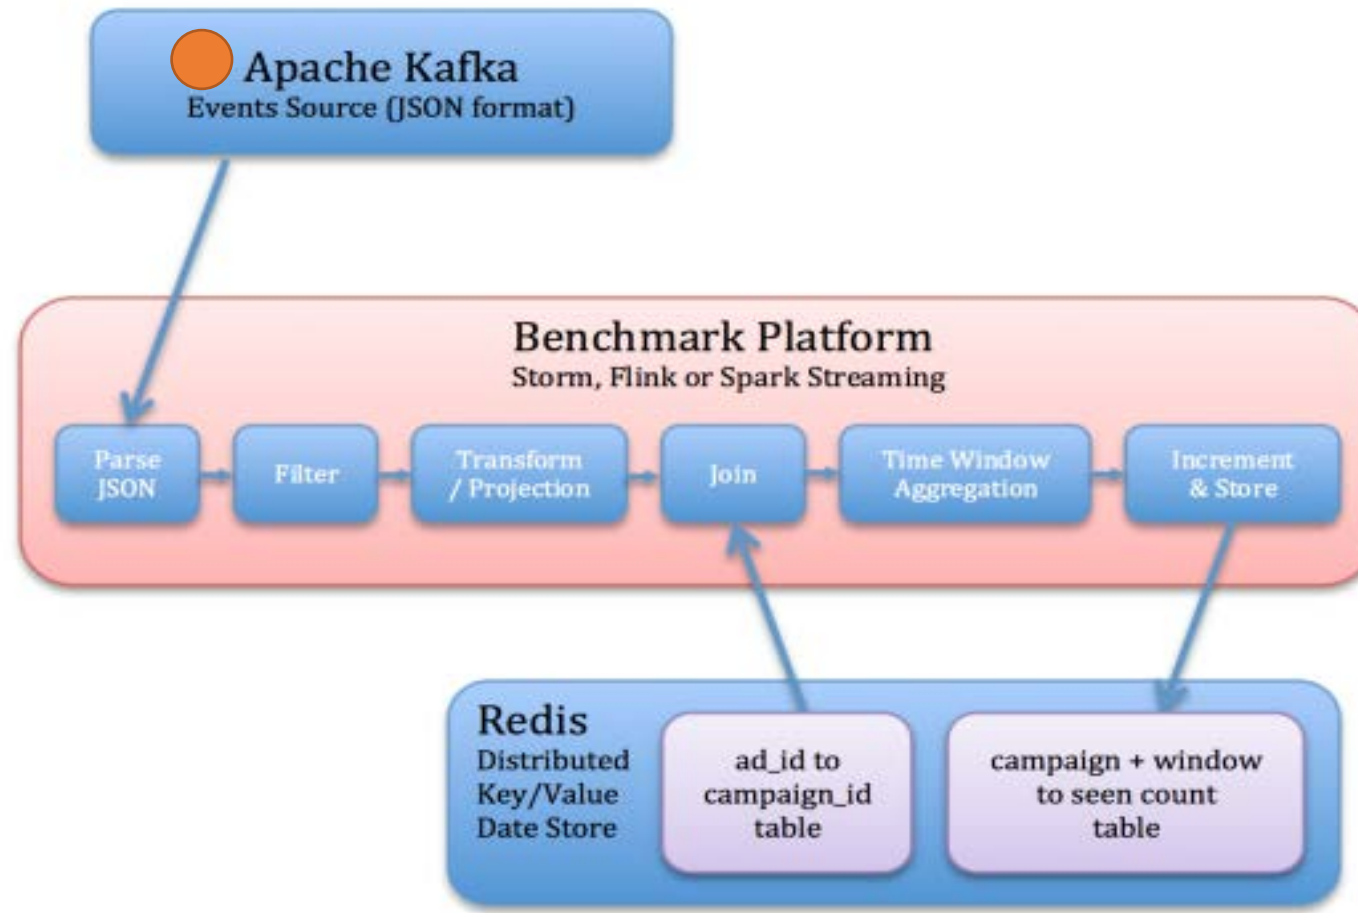 Apache Kafka
Events Source (JSON format)
Benchmark Platform
Storm, Flink or Spark Streaming
Parse
JSON
Filter
Transform
/ Projection
Join
Time Window
Aggregation
Increment
& Store
Redis
Distributed
Key/Value
Date Store
ad_id to
campaign_id
table
campaign + window
to seen count
table